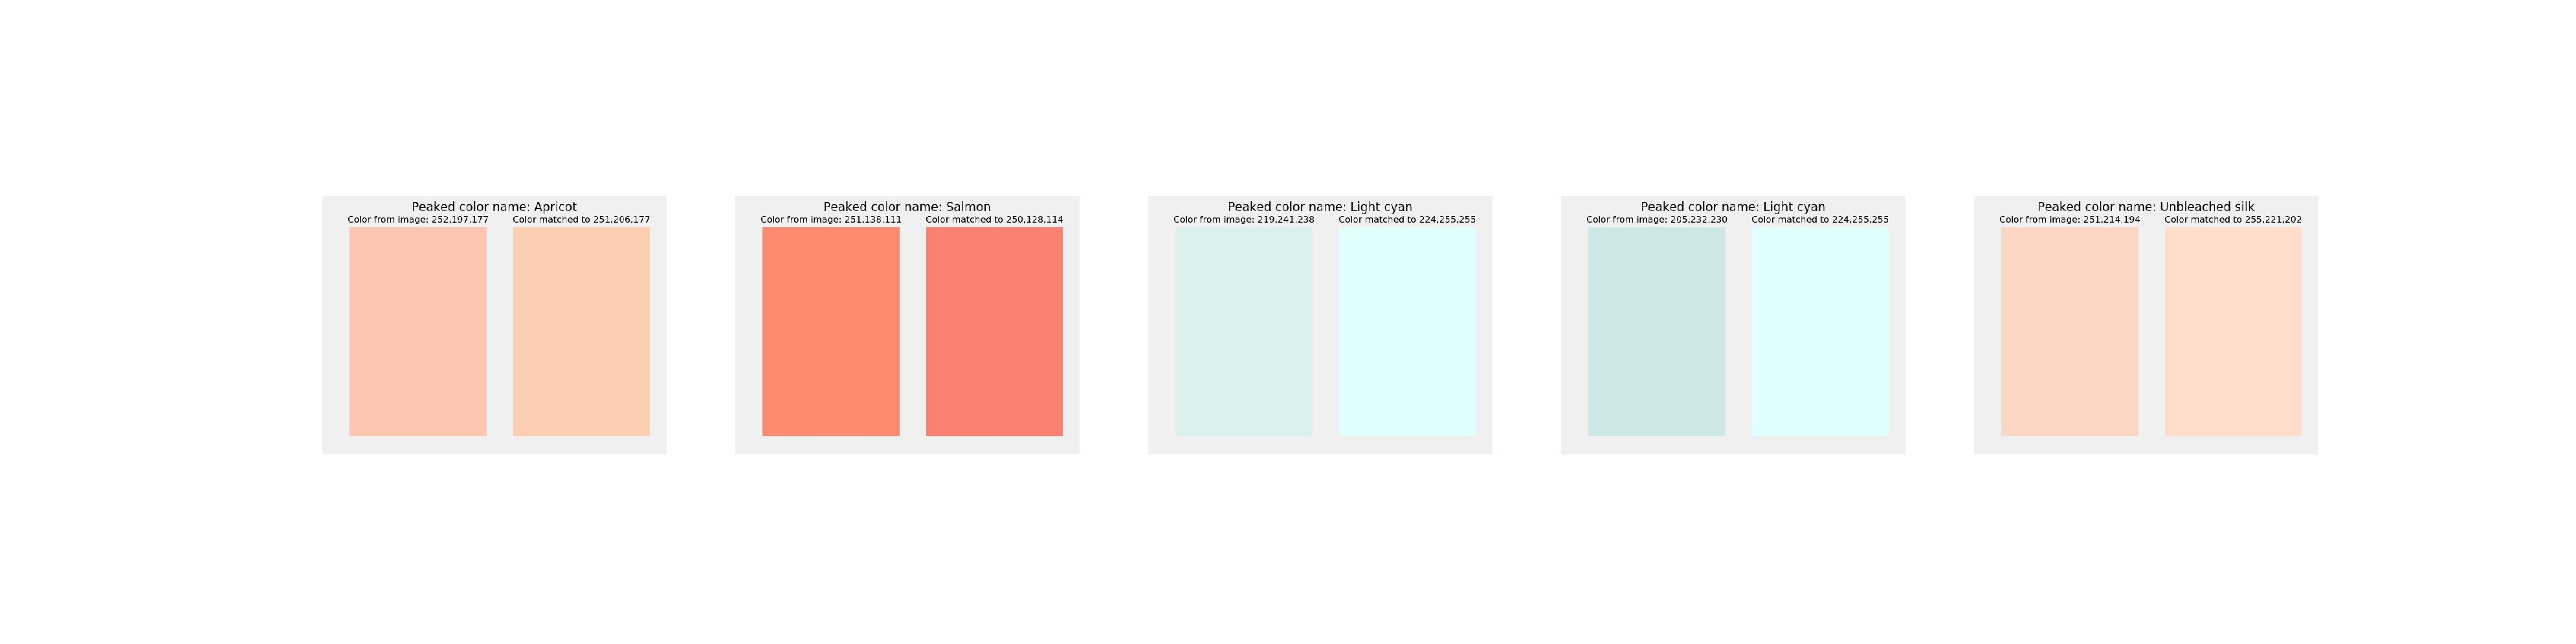 Peaked color name: Apricot
Color from image: 252,197,177 Color matched to 251,206,177
Peaked color name: Salmon
Color from image: 251,138,111 Color matched to 250,128,114
Peaked color name: Light cyan
Color from image: 219,241,238 Color matched to 224,255,255
Peaked color name: Light cyan
Color from image: 205,232,230 Color matched to 224,255,255
Peaked color name: Unbleached silk
Color from image: 251,214,194 Color matched to 255,221,202